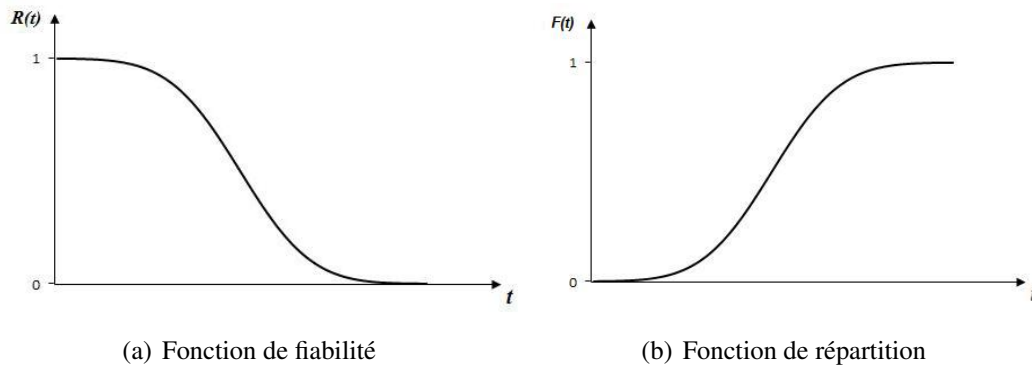 R(t)
1
0
t
(a) Fonction de fiabilité
F(t)
1
0
t
(b) Fonction de répartition